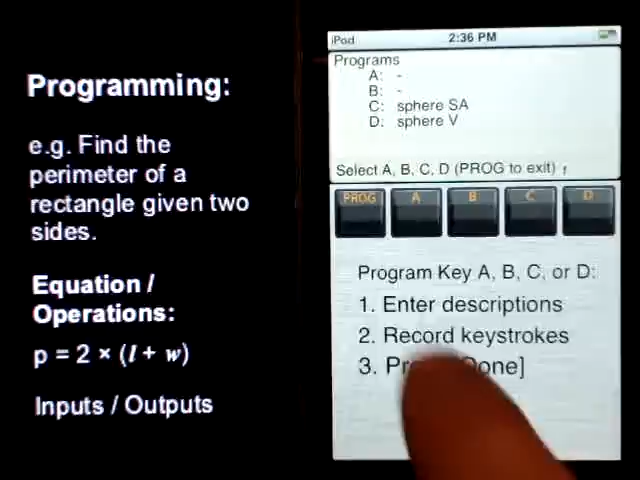 Programming:
e.g. Find the
perimeter of a
rectangle given two
sides.
Equation /
Operations:
p = 2 × (l + w)
Inputs / Outputs
iPod
2:36 PM
Programs
A: -
B: -
C: sphere SA
D: sphere V
Select A, B, C, D (PROG to exit)
PROG A B C D
Program Key A, B, C, or D:
1. Enter descriptions
2. Record keystrokes
3.